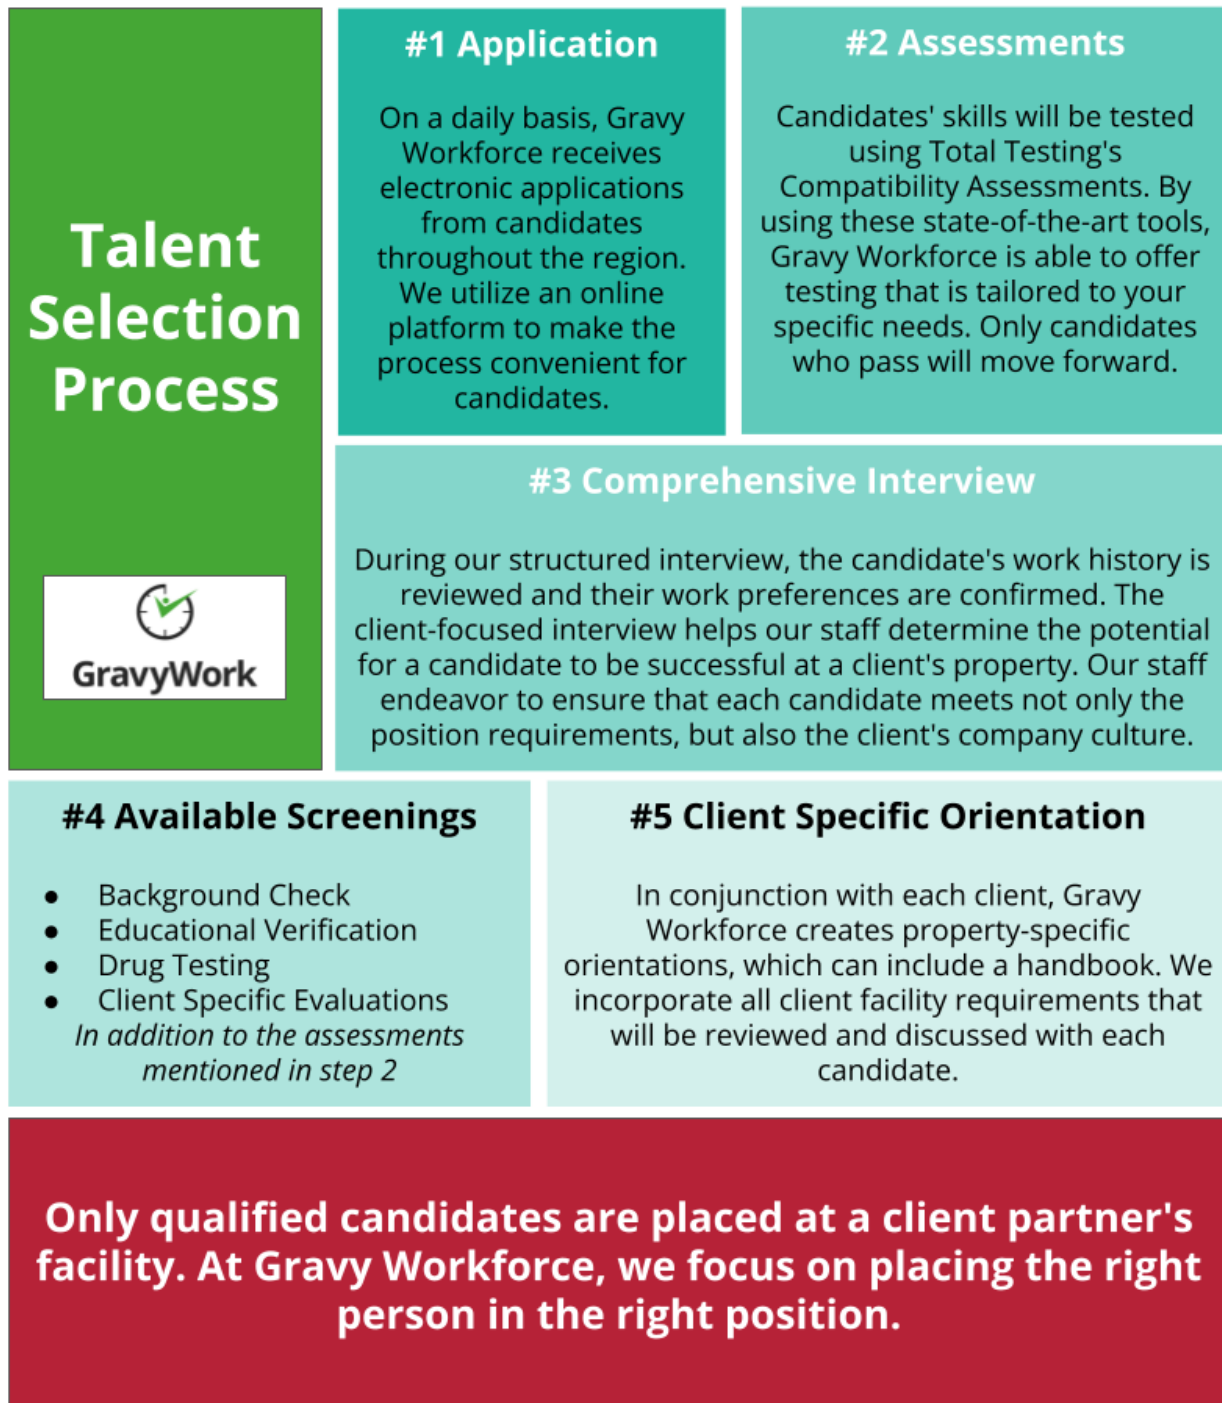 Talent
Selection
Process
GravyWork
#1 Application
On a daily basis, Gravy
Workforce receives
electronic applications
from candidates
throughout the region.
We utilize an online
platform to make the
process convenient for
candidates.
#2 Assessments
Candidates' skills will be tested
using Total Testing's
Compatibility Assessments. By
using these state-of-the-art tools,
Gravy Workforce is able to offer
testing that is tailored to your
specific needs. Only candidates
who pass will move forward.
#3 Comprehensive Interview
During our structured interview, the candidate's work history is
reviewed and their work preferences are confirmed. The
client-focused interview helps our staff determine the potential
for a candidate to be successful at a client's property. Our staff
endeavor to ensure that each candidate meets not only the
position requirements, but also the client's company culture.
#4 Available Screenings
● Background Check
● Educational Verification
● Drug Testing
● Client Specific Evaluations
In addition to the assessments
mentioned in step 2
#5 Client Specific Orientation
In conjunction with each client, Gravy
Workforce creates property-specific
orientations, which can include a handbook. We
incorporate all client facility requirements that
will be reviewed and discussed with each
candidate.
Only qualified candidates are placed at a client partner's
facility. At Gravy Workforce, we focus on placing the right
person in the right position.